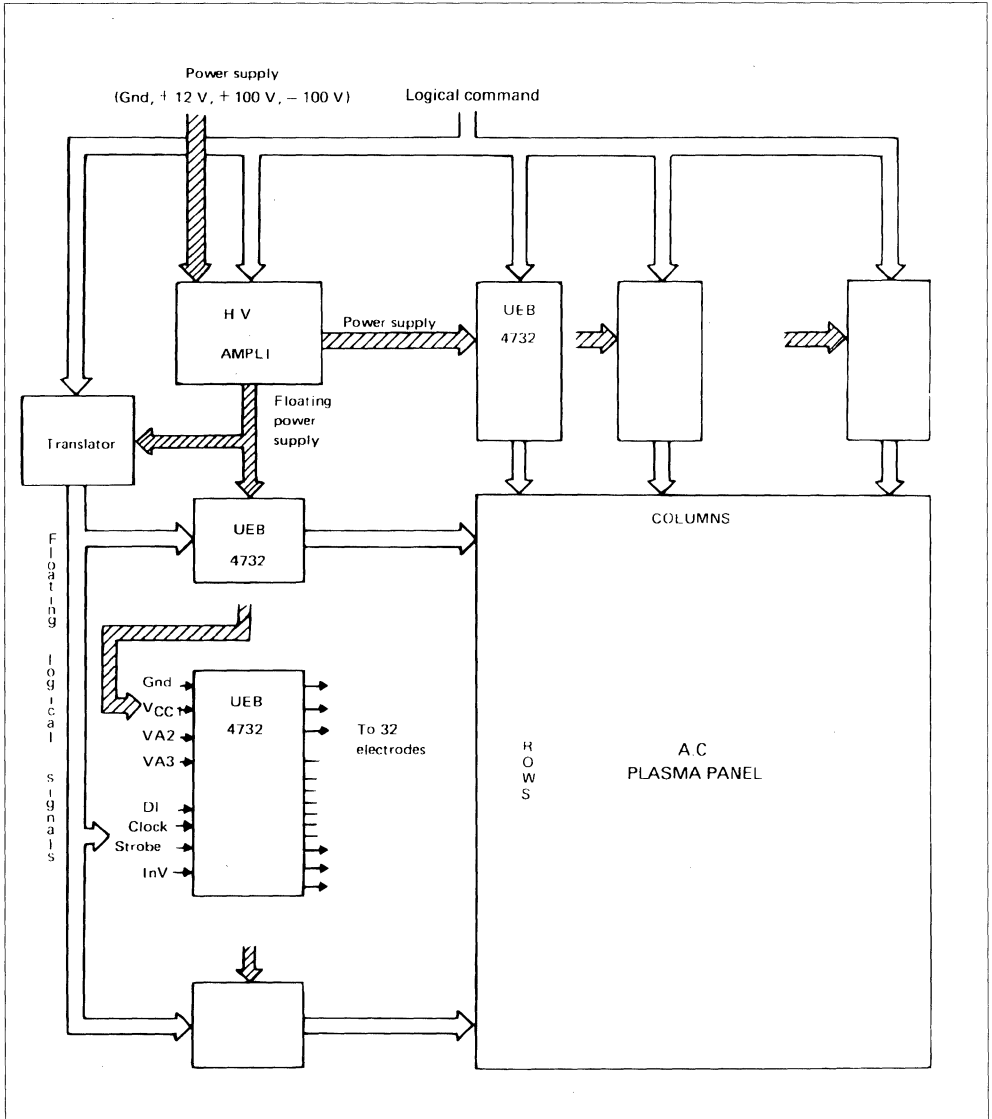 Power supply
(Gnd, + 12 V, + 100 V, − 100 V)
Logical command
H V
AMPLI
Power supply
UEB
4732
Floating
power
supply
Translator
UEB
4732
COLUMNS
Floating logical signals
Gnd
VCC1
VA2
VA3
DI
Clock
Strobe
InV
UEB
4732
To 32
electrodes
ROWS
A.C
PLASMA PANEL